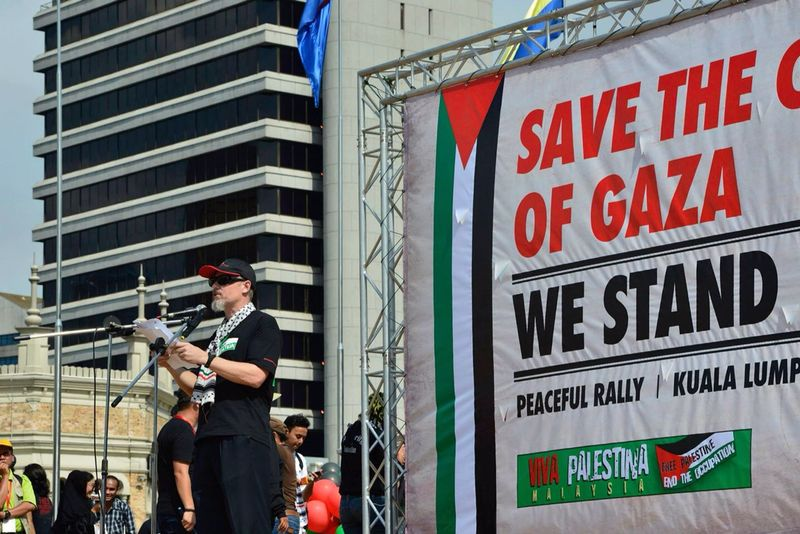 SAVE THE
OF GAZA
WE STAND
PEACEFUL RALLY | KUALA LUMP
VIVA PALESTINA
MALAYSIA
FREE PALESTINE
END THE OCCUPATION